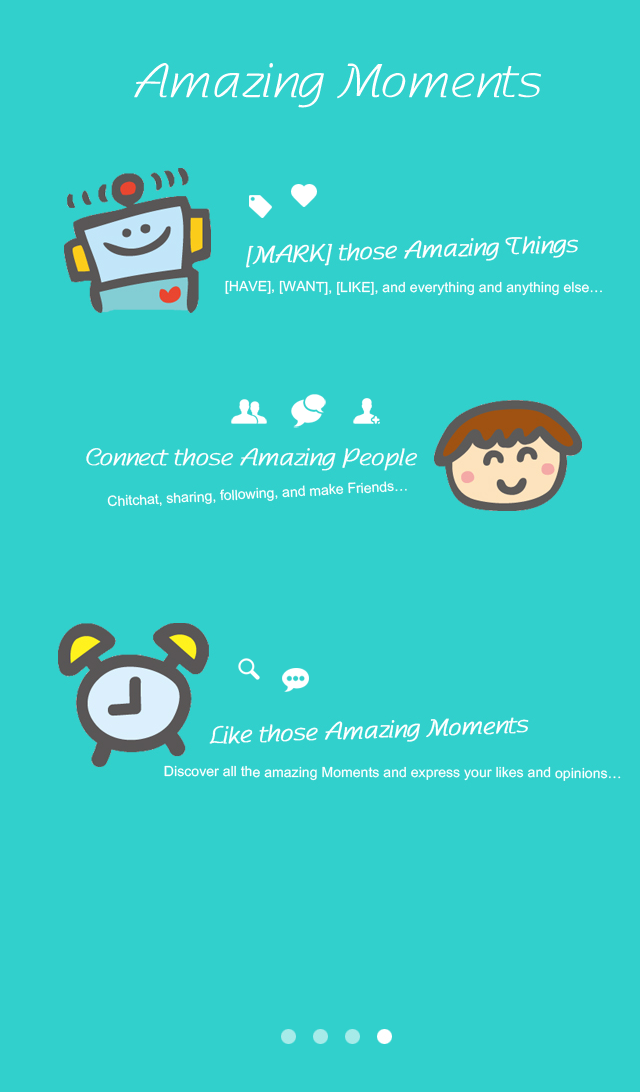 Amazing Moments
[MARK] those Amazing Things
[HAVE], [WANT], [LIKE], and everything and anything else…
Connect those Amazing People
Chitchat, sharing, following, and make Friends…
Like those Amazing Moments
Discover all the amazing Moments and express your likes and opinions…